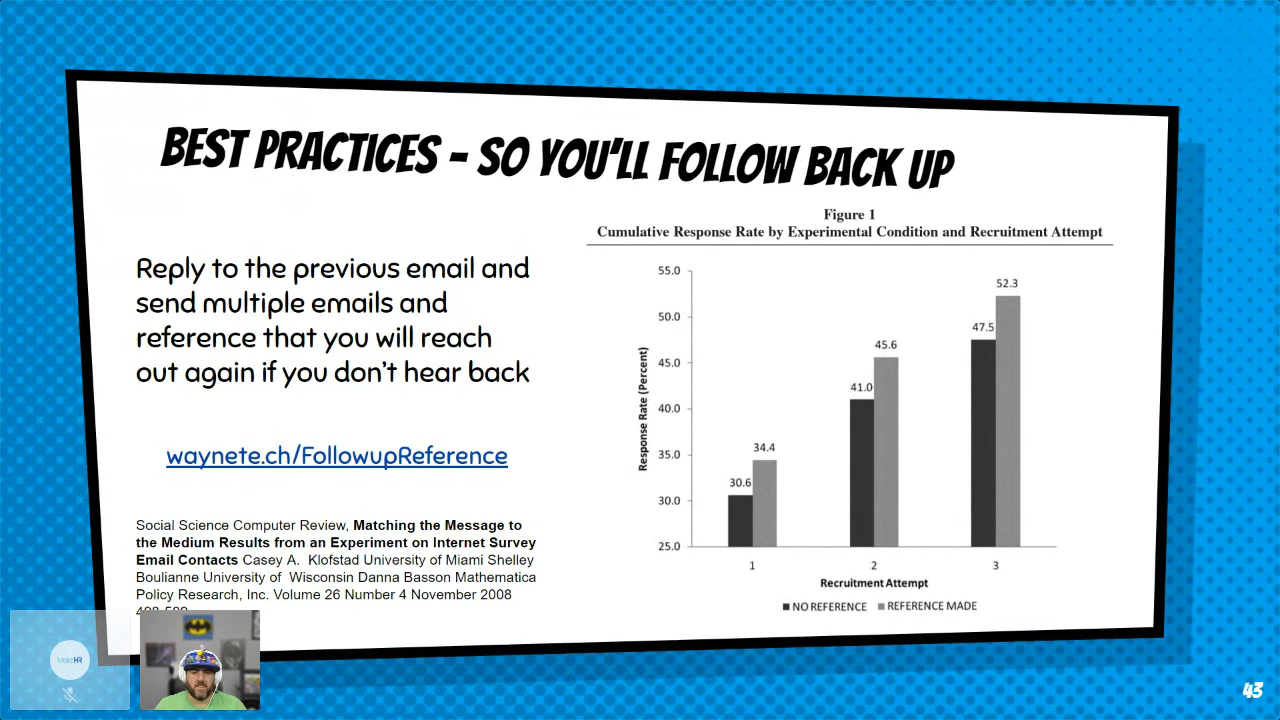 BEST PRACTICES - SO YOU'LL FOLLOW BACK UP
Reply to the previous email and
send multiple emails and
reference that you will reach
out again if you don't hear back
waynete.ch/FollowupReference
Social Science Computer Review, Matching the Message to
the Medium Results from an Experiment on Internet Survey
Email Contacts Casey A. Klofstad University of Miami Shelley
Boulianne University of Wisconsin Danna Basson Mathematica
Policy Research, Inc. Volume 26 Number 4 November 2008
Figure 1
Cumulative Response Rate by Experimental Condition and Recruitment Attempt
Response Rate (Percent)
55.0
50.0
45.0
40.0
35.0
30.0
25.0
30.6
34.4
41.0
45.6
47.5
52.3
1
2
3
Recruitment Attempt
NO REFERENCE
REFERENCE MADE
43